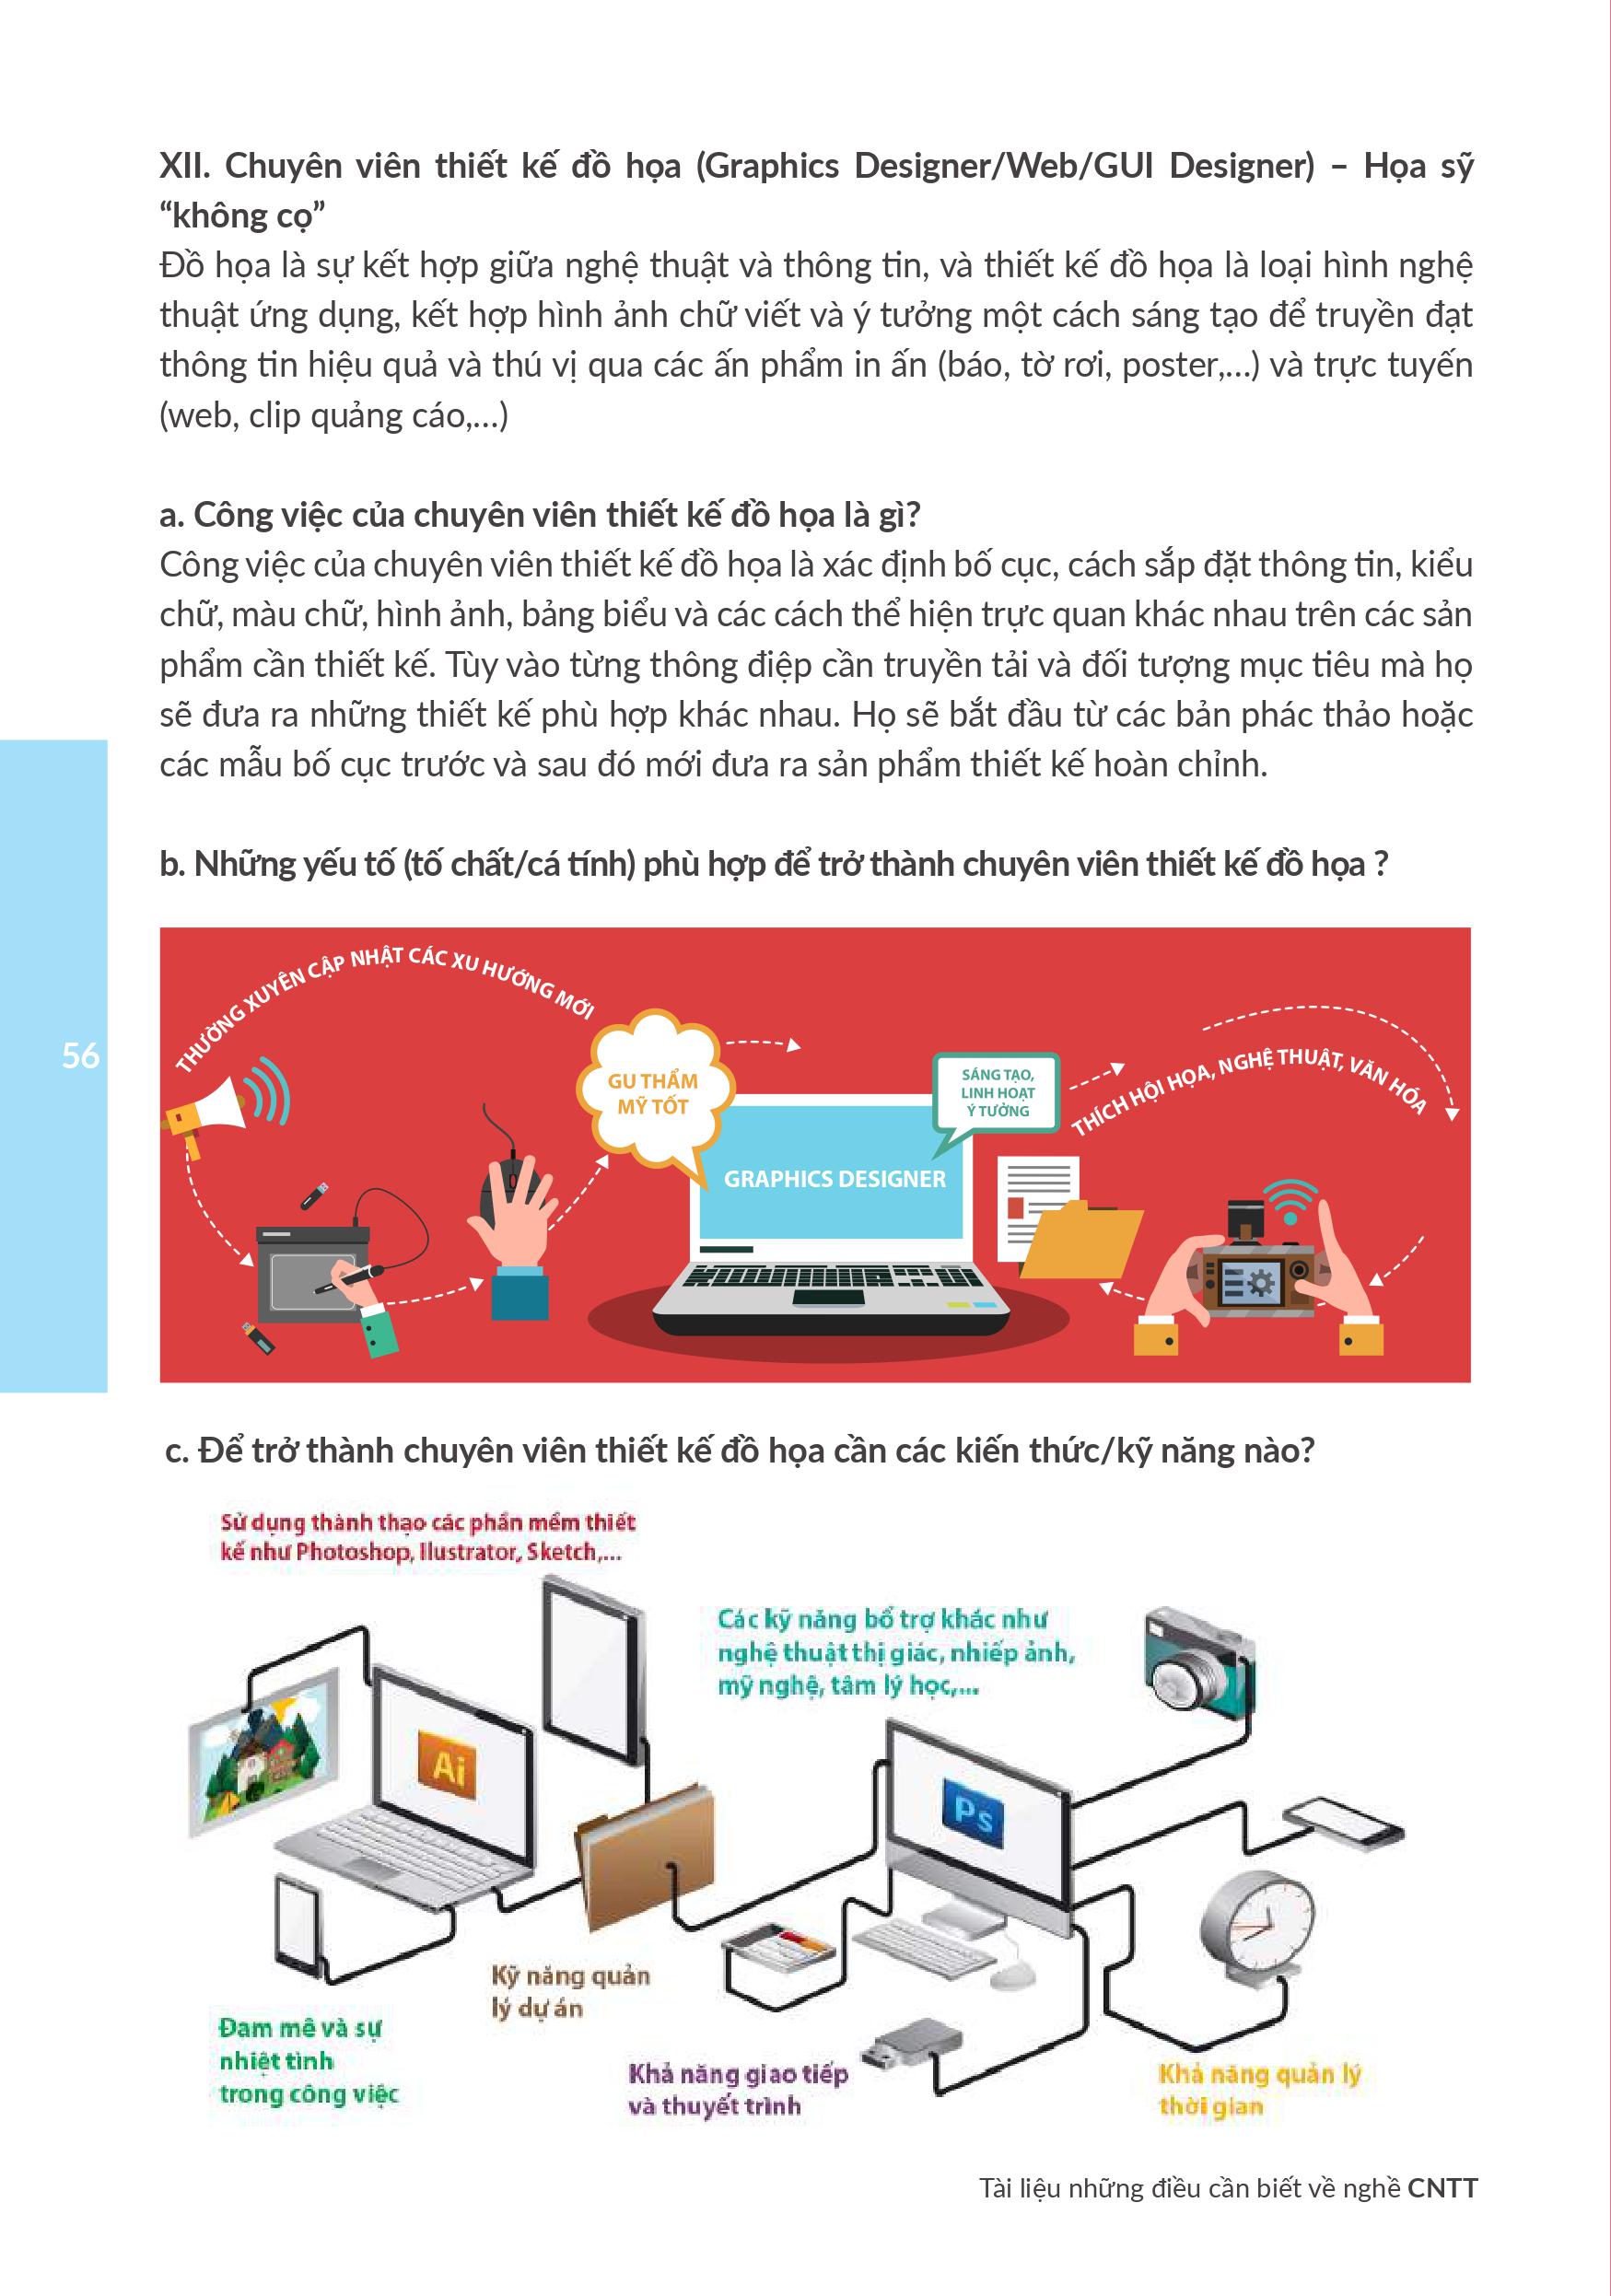 XII. Chuyên viên thiết kế đồ họa (Graphics Designer/Web/GUI Designer) – Họa sỹ
“không cọ”
Đồ họa là sự kết hợp giữa nghệ thuật và thông tin, và thiết kế đồ họa là loại hình nghệ
thuật ứng dụng, kết hợp hình ảnh chữ viết và ý tưởng một cách sáng tạo để truyền đạt
thông tin hiệu quả và thú vị qua các ấn phẩm in ấn (báo, tờ rơi, poster,...) và trực tuyến
(web, clip quảng cáo,...)
a. Công việc của chuyên viên thiết kế đồ họa là gì?
Công việc của chuyên viên thiết kế đồ họa là xác định bố cục, cách sắp đặt thông tin, kiểu
chữ, màu chữ, hình ảnh, bảng biểu và các cách thể hiện trực quan khác nhau trên các sản
phẩm cần thiết kế. Tùy vào từng thông điệp cần truyền tải và đối tượng mục tiêu mà họ
sẽ đưa ra những thiết kế phù hợp khác nhau. Họ sẽ bắt đầu từ các bản phác thảo hoặc
các mẫu bố cục trước và sau đó mới đưa ra sản phẩm thiết kế hoàn chỉnh.
b. Những yếu tố (tố chất/cá tính) phù hợp để trở thành chuyên viên thiết kế đồ họa ?
56
THƯỜNG XUYÊN CẬP NHẬT CÁC XU HƯỚNG MỚI
GU THẨM
MỸ TỐT
SÁNG TẠO,
LINH HOẠT
Ý TƯỞNG
THÍCH HỘI HỌA, NGHỆ THUẬT, VĂN HÓA
GRAPHICS DESIGNER
c. Để trở thành chuyên viên thiết kế đồ họa cần các kiến thức/kỹ năng nào?
Sử dụng thành thạo các phần mềm thiết
kế như Photoshop, Ilustrator, Sketch,...
Các kỹ năng bổ trợ khác như
nghệ thuật thị giác, nhiếp ảnh,
mỹ nghệ, tâm lý học,...
Ai
Ps
Kỹ năng quản
lý dự án
Đam mê và sự
nhiệt tình
trong công việc
Khả năng giao tiếp
và thuyết trình
Khả năng quản lý
thời gian
Tài liệu những điều cần biết về nghề CNTT